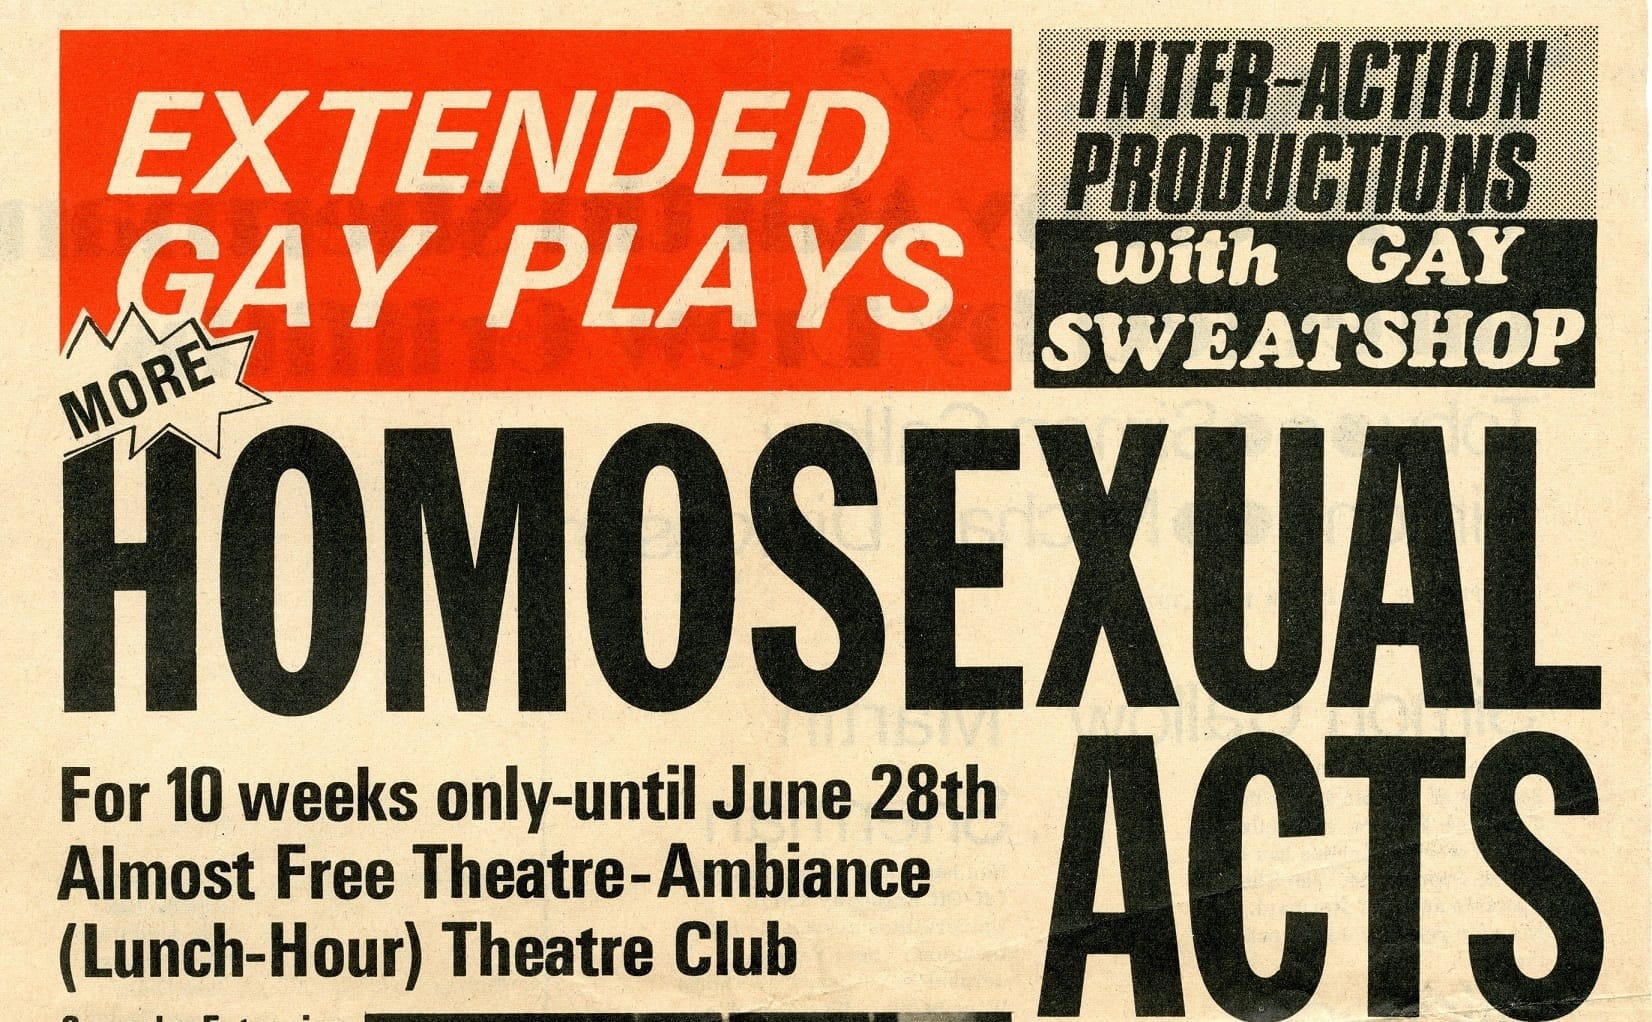 EXTENDED
GAY PLAYS
INTER-ACTION
PRODUCTIONS
with GAY
SWEATSHOP
MORE
HOMOSEXUAL
ACTS
For 10 weeks only-until June 28th
Almost Free Theatre-Ambiance
(Lunch-Hour) Theatre Club